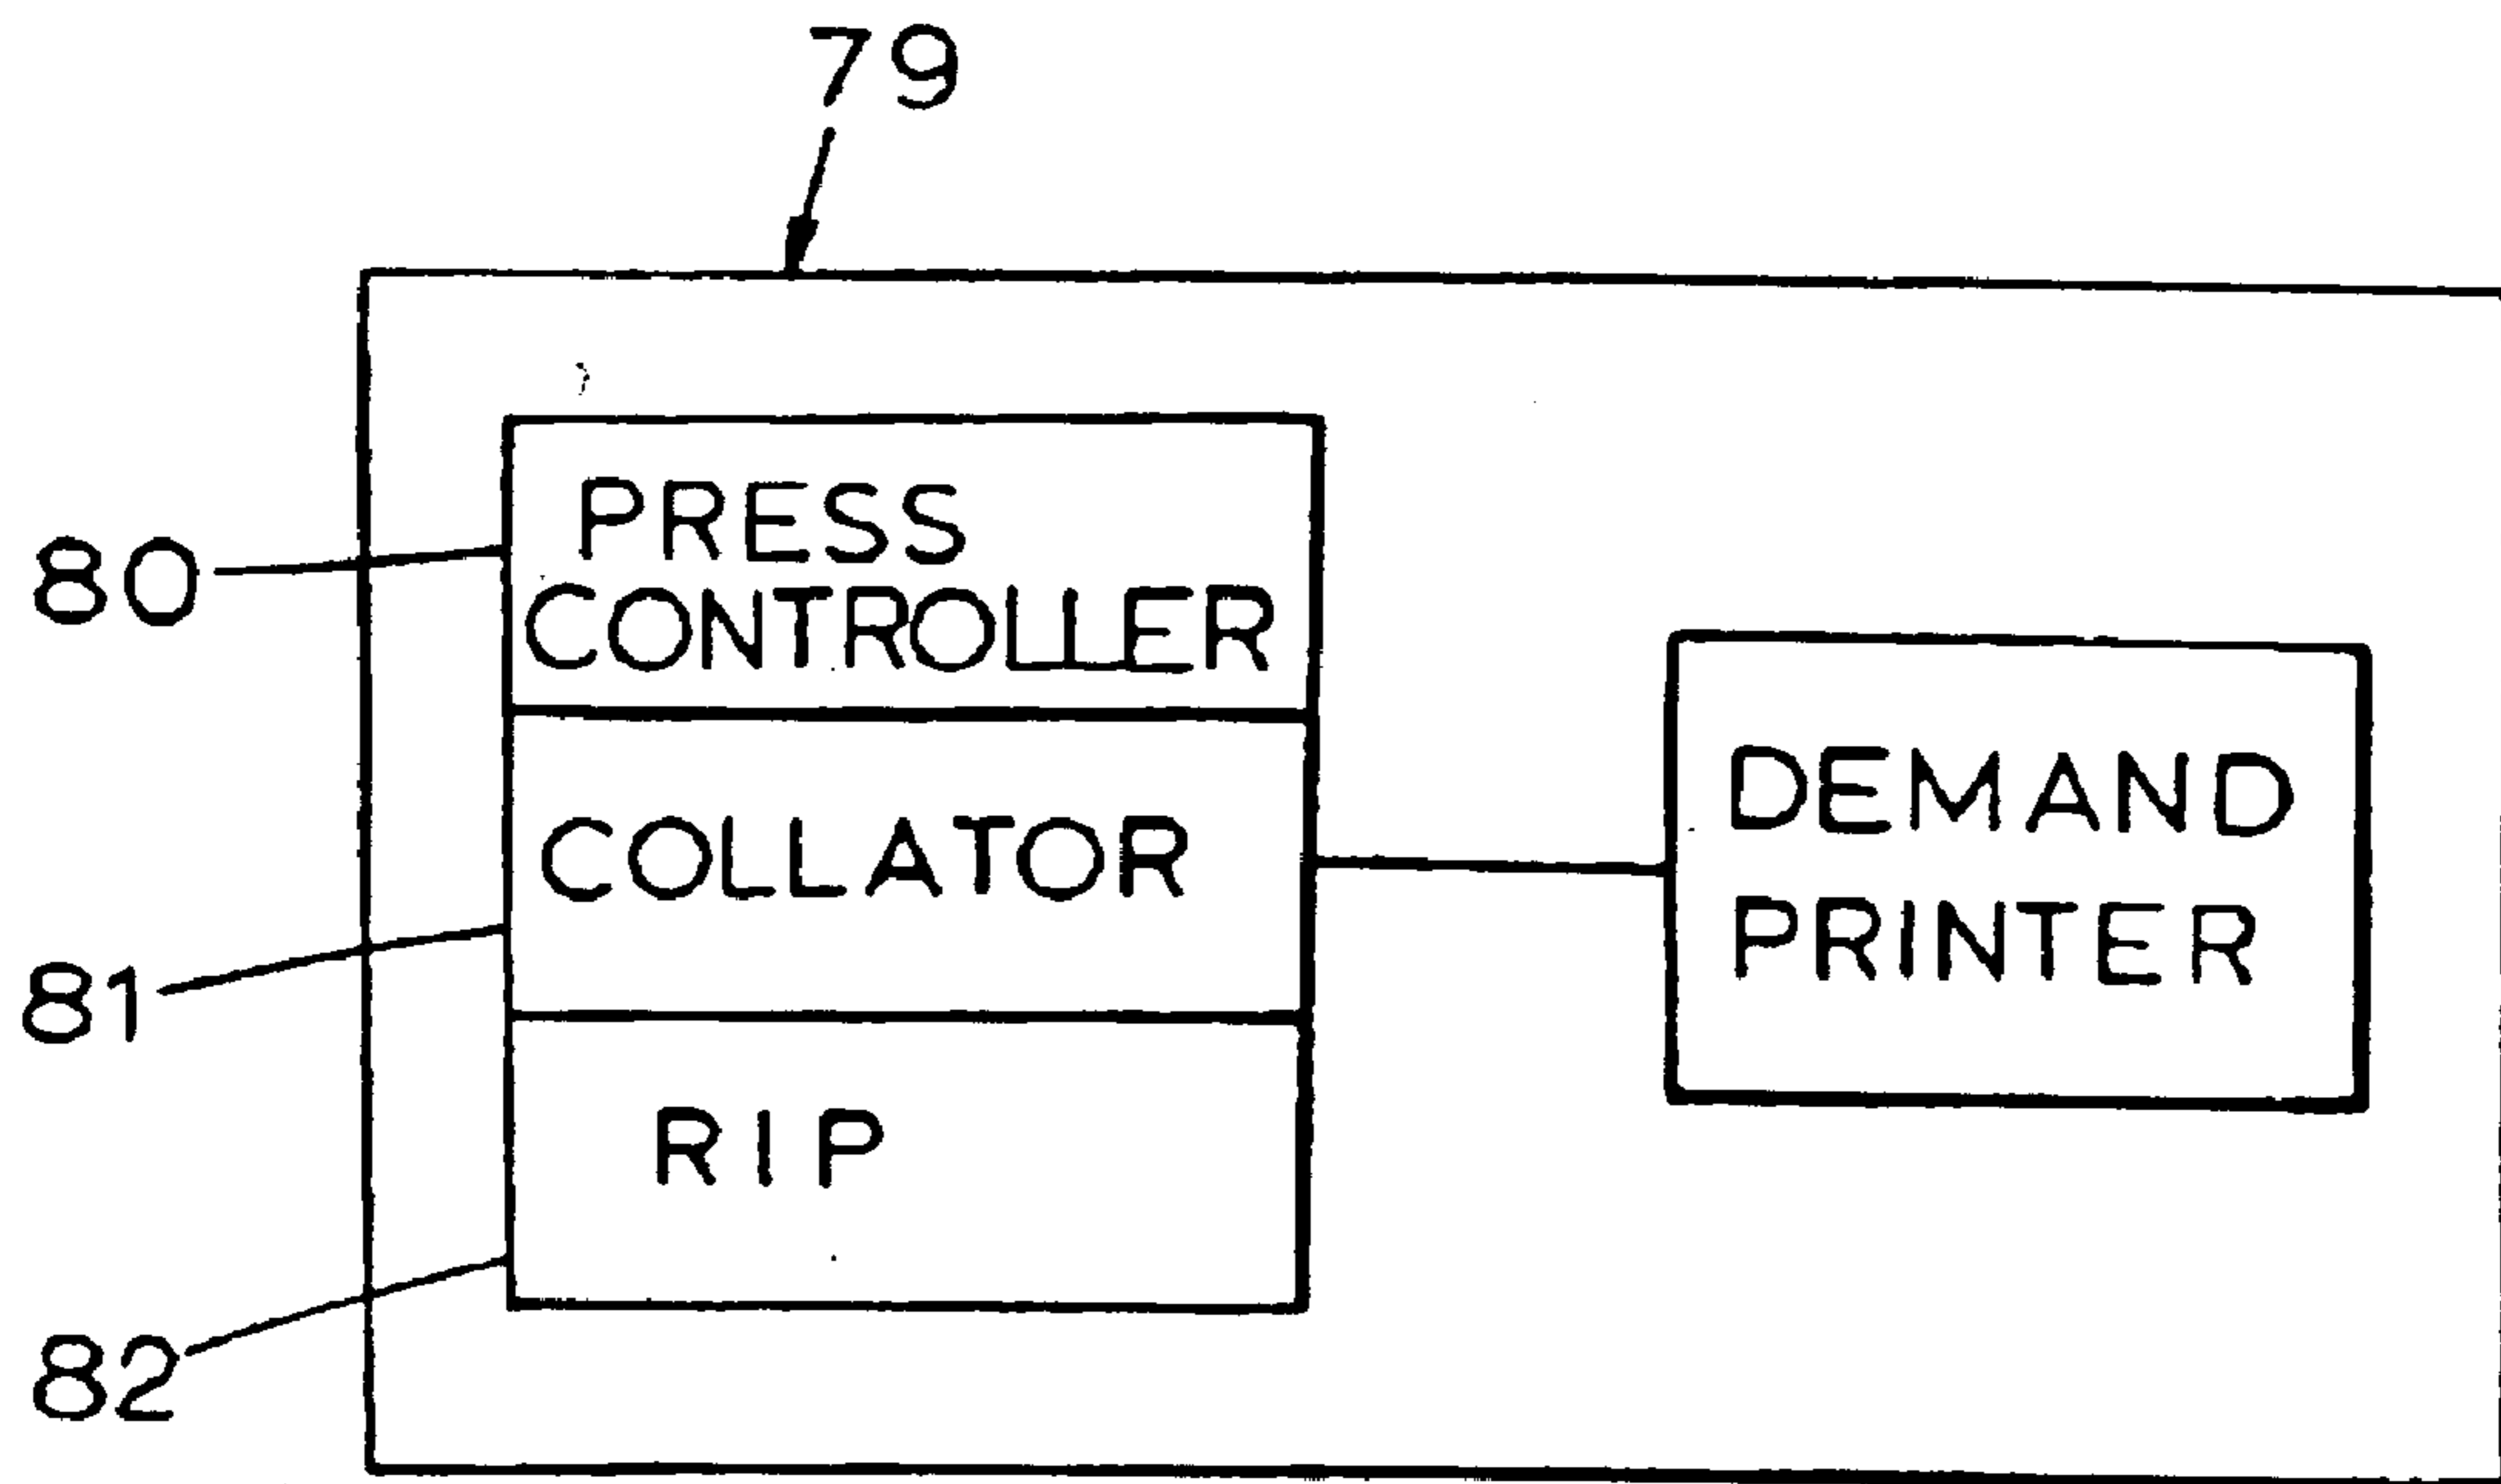 79
80
PRESS
CONTROLLER
81
COLLATOR
82
RIP
DEMAND
PRINTER